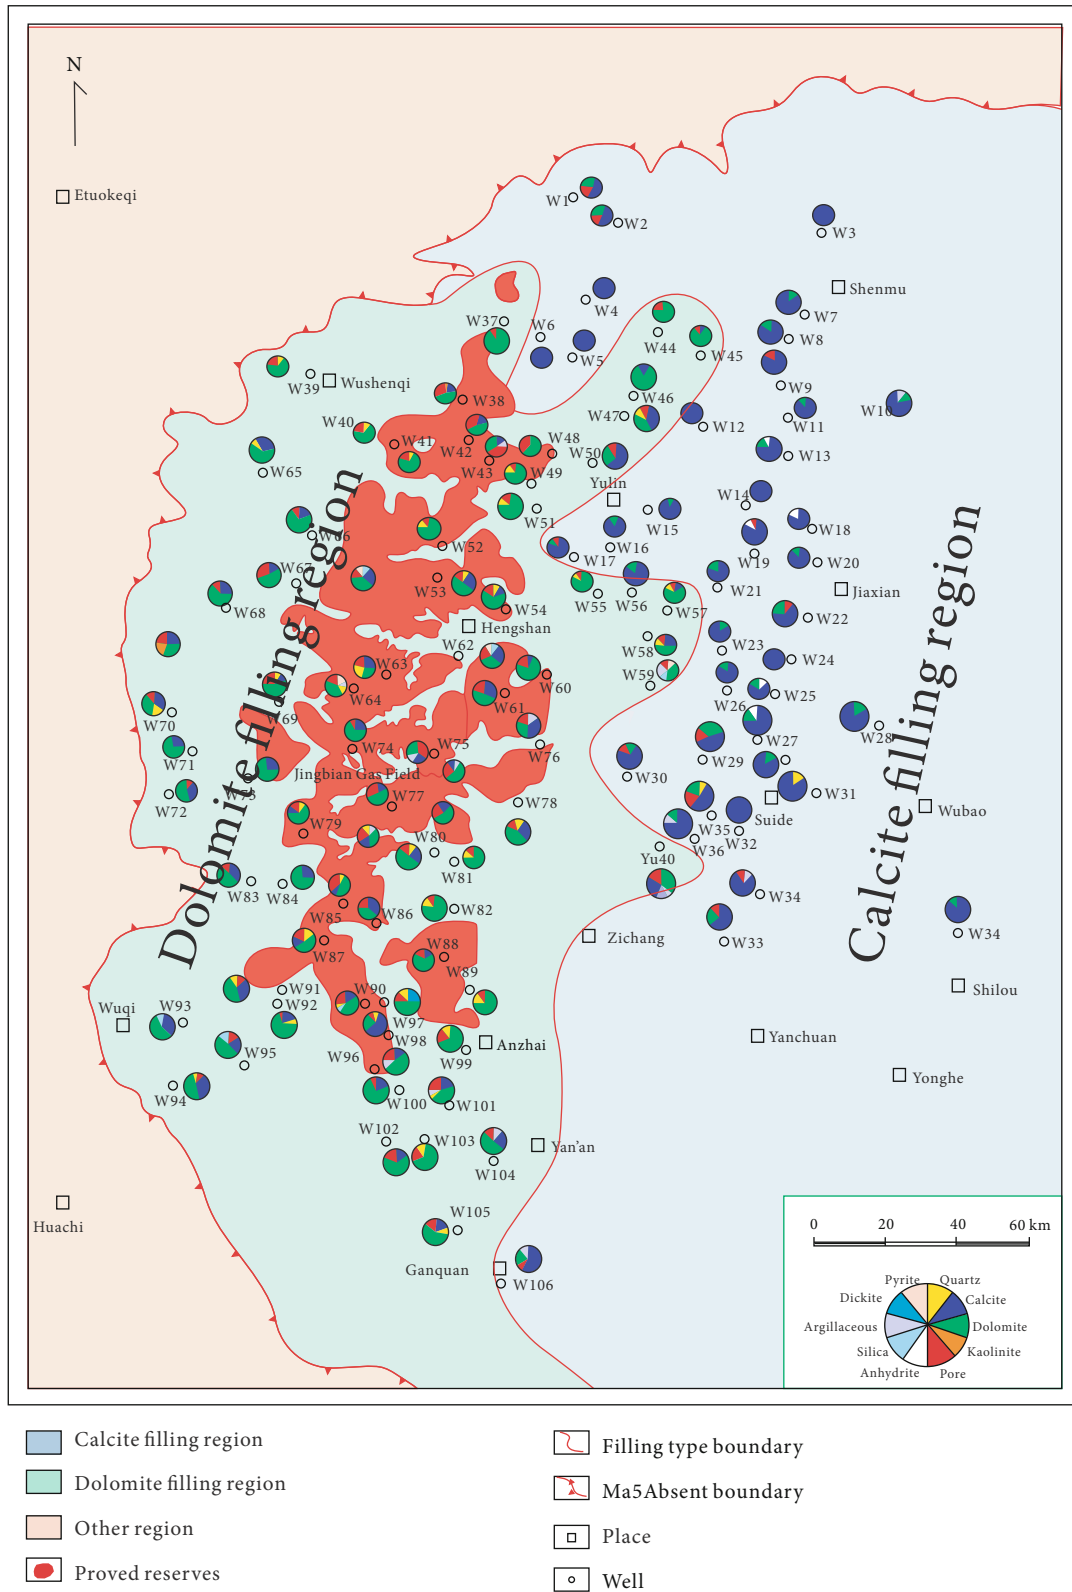 N
Etuokeqi
W1
W2
W3
Shenmu
W4
W37
W6
W5
W7
W44
W45
W8
W39
Wushenqi
W38
W46
W9
W10
W47
W12
W11
W40
W41
W42
W48
W43
W49
W50
W13
W65
Yulin
W51
W14
W15
W18
W66
W52
W16
W19
W17
W20
W67
W53
W55
W56
W21
Jiaxian
W68
W54
W57
W22
Hengshan
W62
W58
W23
W63
W60
W59
W24
W64
W61
W26
W25
W69
W70
W28
W71
W74
W75
W76
W29
W27
Jingbian Gas Field
W73
W30
W72
W77
W78
W31
Suide
Wubao
W79
W35
W32
W80
W36
W81
Yu40
W83
W84
W34
W85
W86
W82
W34
W87
W88
Zichang
W33
W89
W91
W90
W92
Shilou
Wuqi
W93
W97
W98
Anzhai
Yanchuan
W95
W96
W99
Yonghe
W94
W100
W101
W102
W103
Yan'an
W104
Huachi
W105
Ganquan
W106
Dolomite filling region
Calcite filling region
0 20 40 60 km
Pyrite
Quartz
Dickite
Calcite
Argillaceous
Dolomite
Silica
Kaolinite
Anhydrite
Pore
Calcite filling region
Dolomite filling region
Other region
Proved reserves
Filling type boundary
Ma5Absent boundary
Place
Well